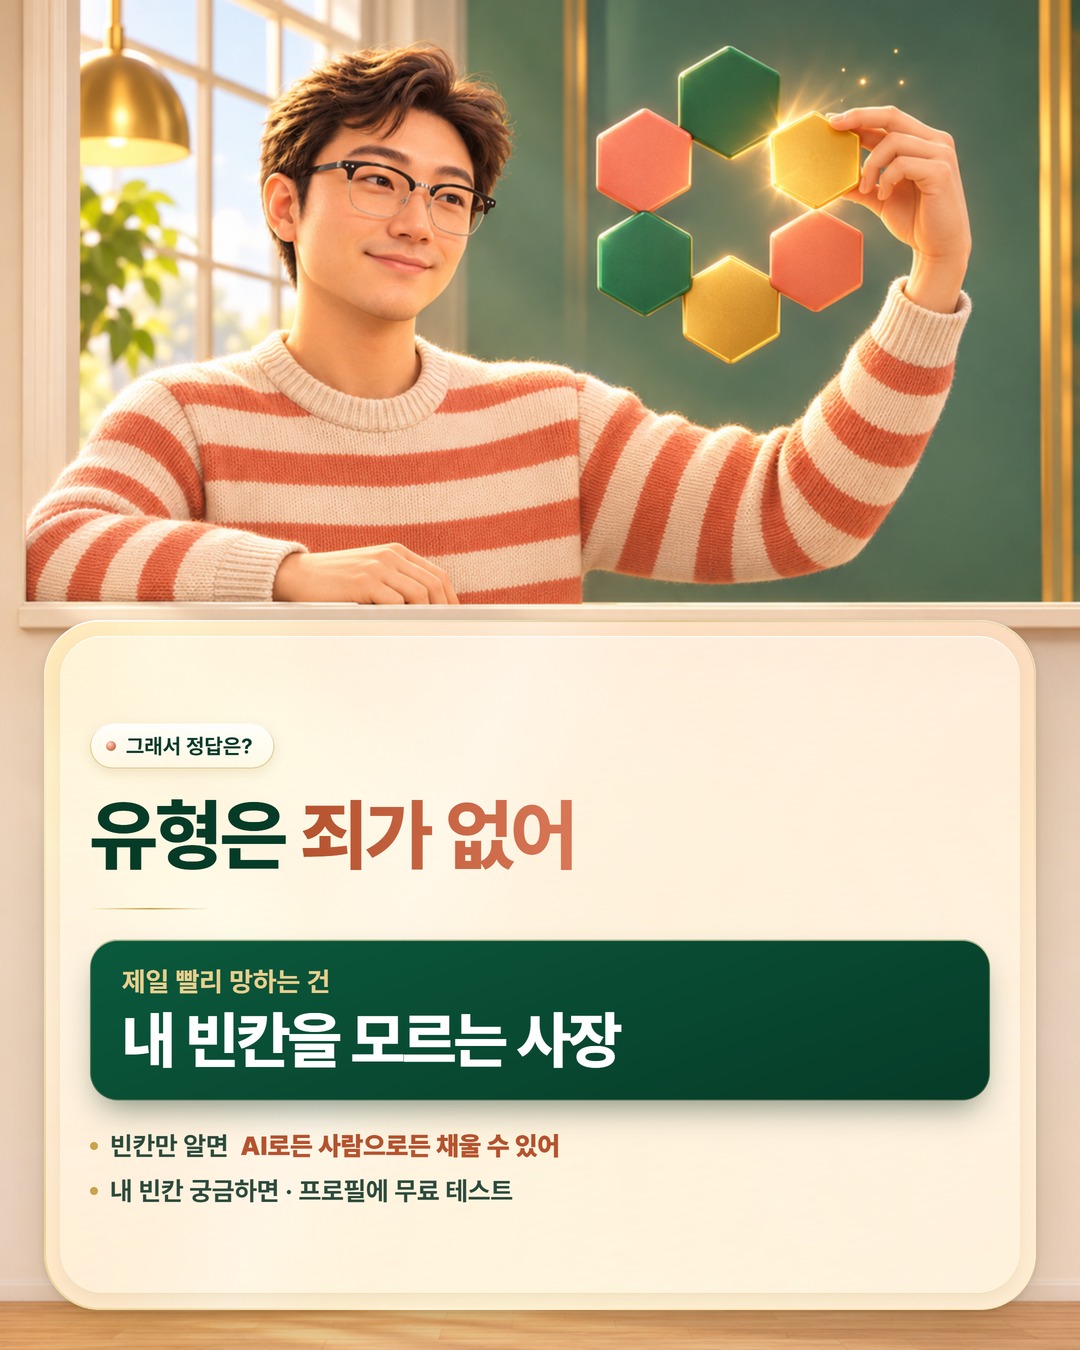 그래서 정답은?
유형은 죄가 없어
제일 빨리 망하는 건
내 빈칸을 모르는 사장
빈칸만 알면 AI로든 사람으로든 채울 수 있어
내 빈칸 궁금하면 · 프로필에 무료 테스트